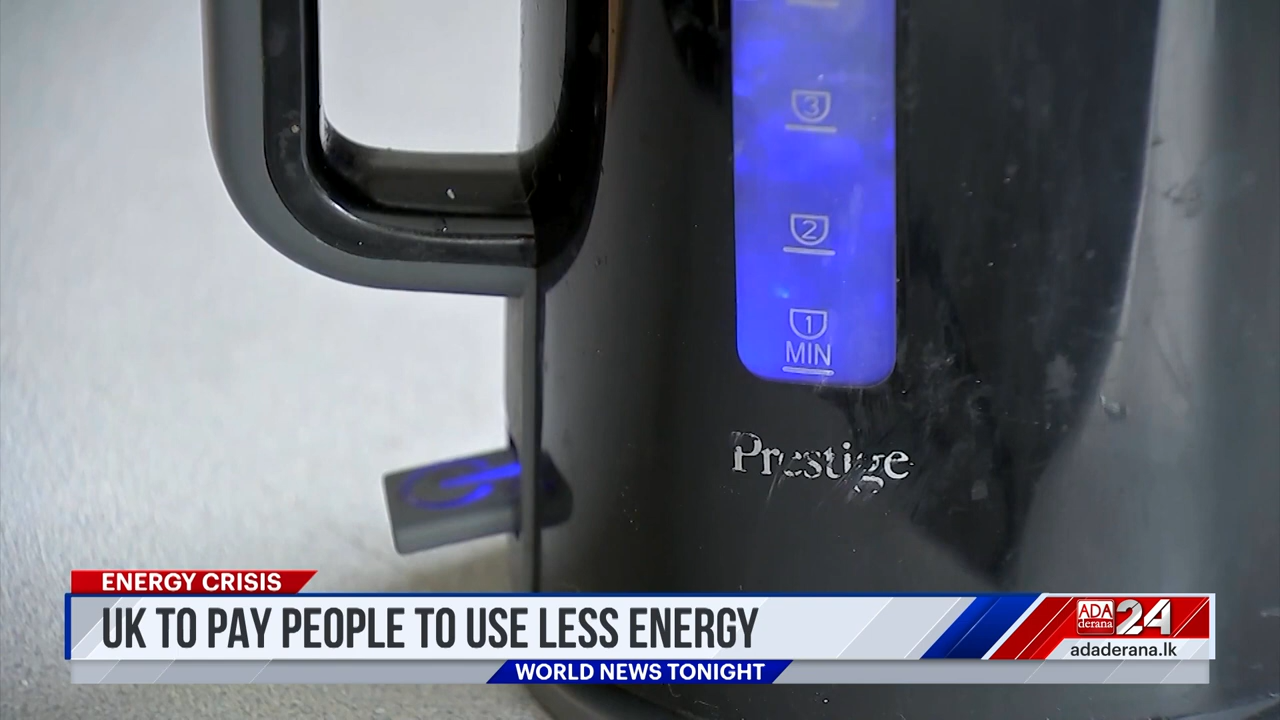 3
2
1
MIN
Prestige
ENERGY CRISIS
UK TO PAY PEOPLE TO USE LESS ENERGY
ADA
derana
24
adaderana.lk
WORLD NEWS TONIGHT